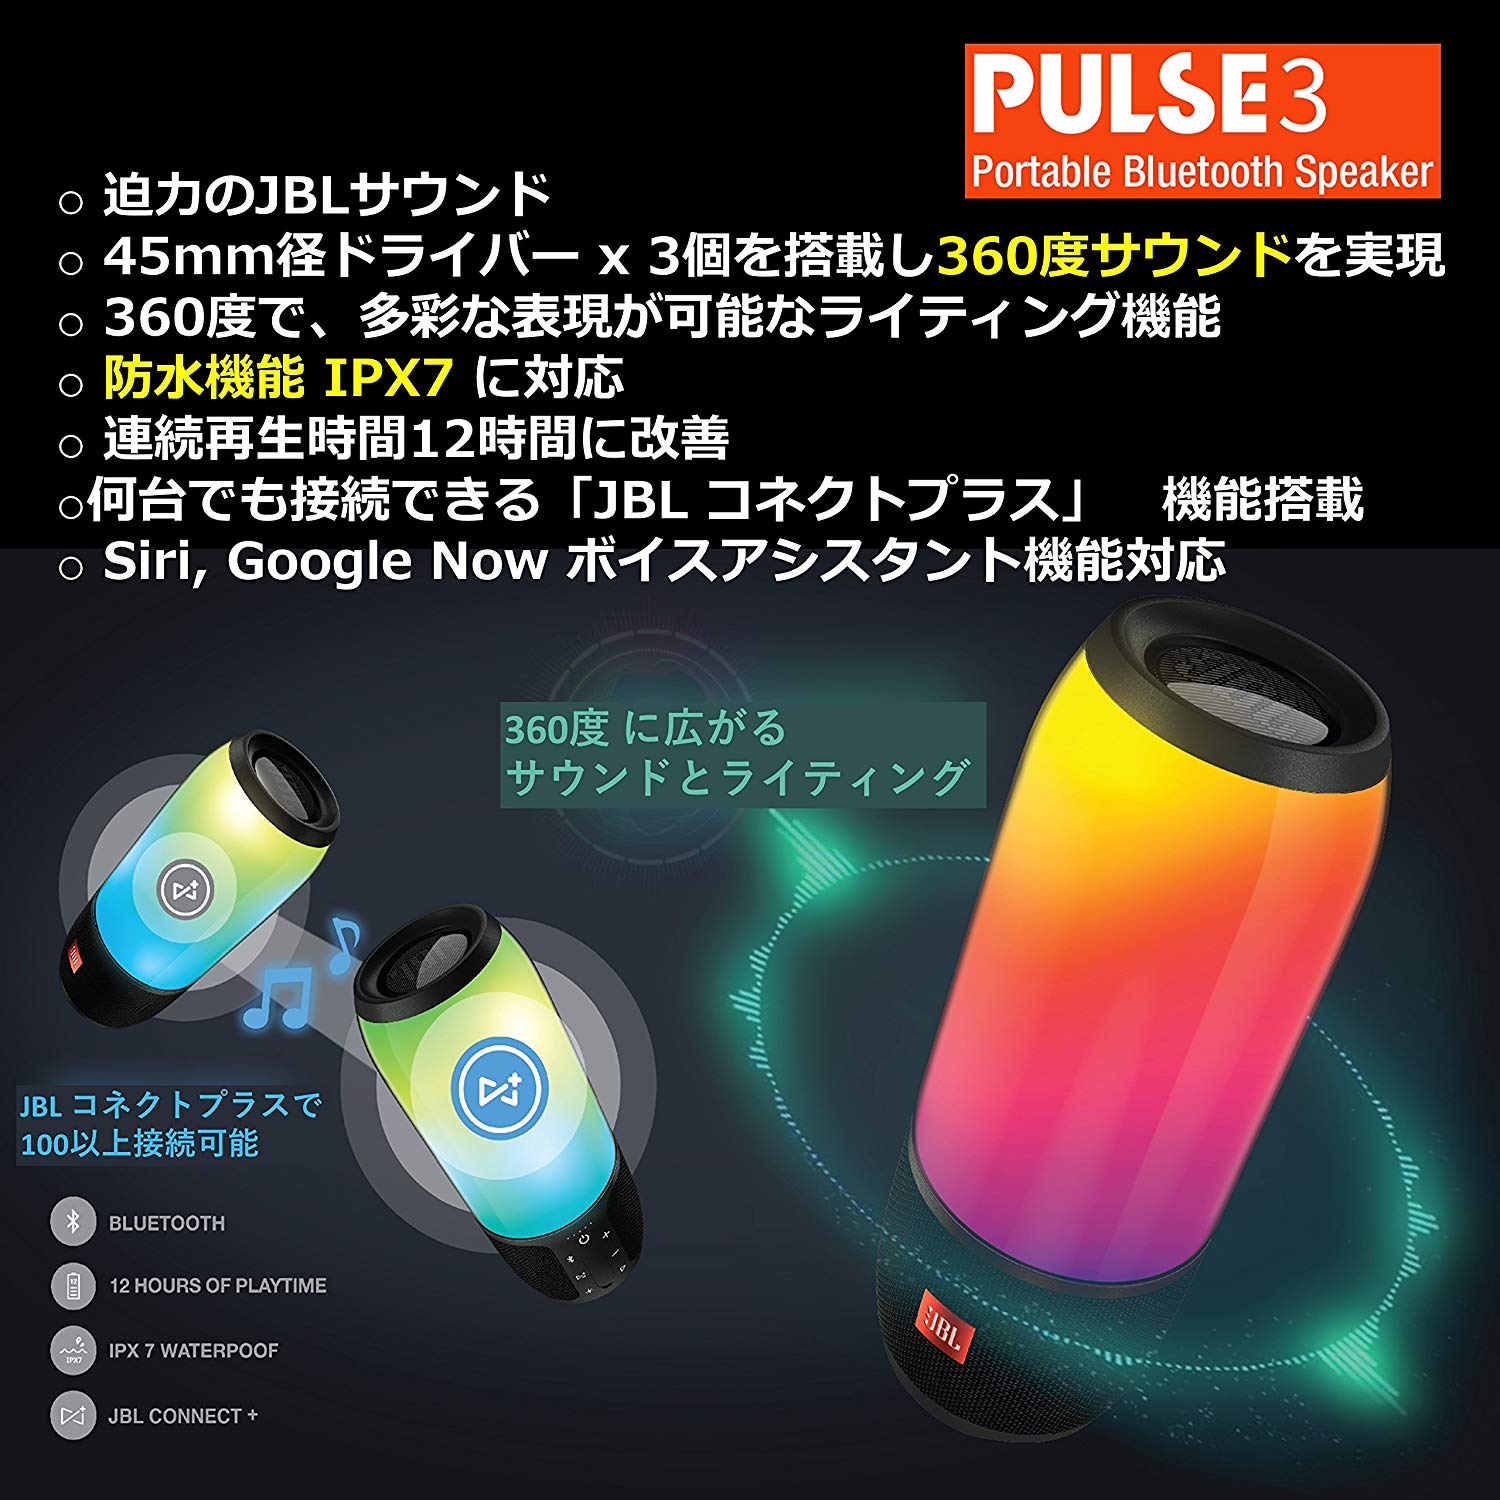 PULSE3
Portable Bluetooth Speaker
○ 迫力のJBLサウンド
○ 45mm径ドライバー x 3個を搭載し360度サウンドを実現
○ 360度で、多彩な表現が可能なライティング機能
○ 防水機能 IPX7 に対応
○ 連続再生時間12時間に改善
○何台でも接続できる「JBL コネクトプラス」　機能搭載
○ Siri, Google Now ボイスアシスタント機能対応
360度 に広がる
サウンドとライティング
JBL
JBL コネクトプラスで
100以上接続可能
BLUETOOTH
12
12 HOURS OF PLAYTIME
IPX7
IPX 7 WATERPOOF
JBL CONNECT +
JBL